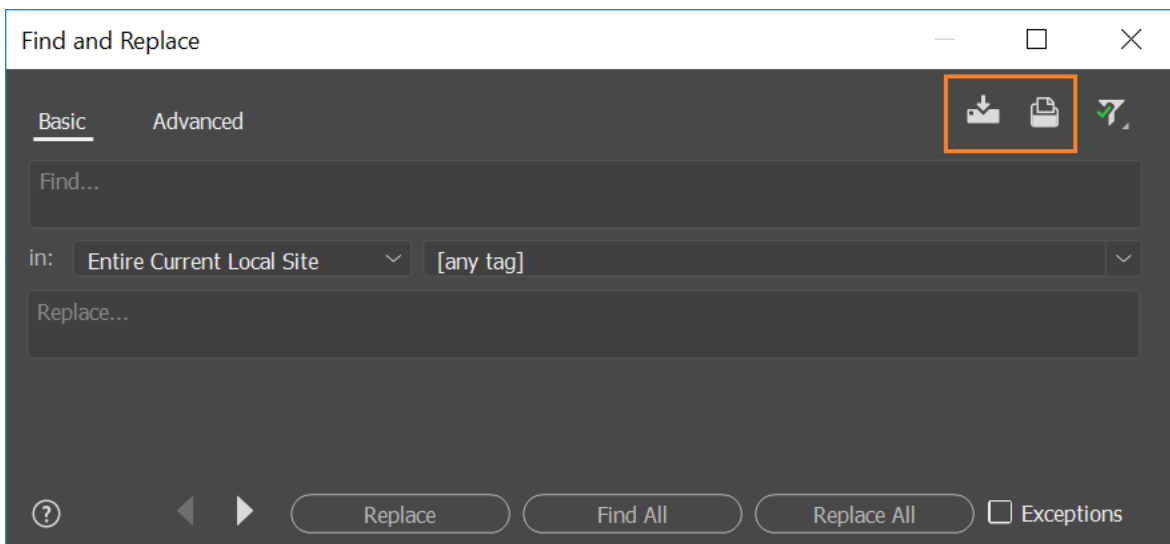 Find and Replace
Basic Advanced
Find...
in: Entire Current Local Site [any tag]
Replace...
? Replace Find All Replace All Exceptions